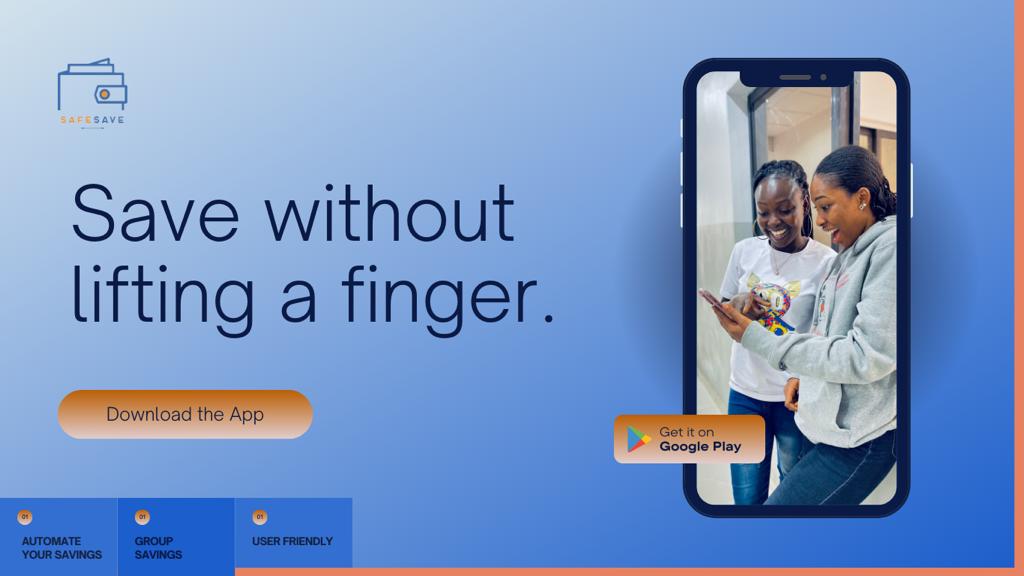 SAFESAVE
Save without
lifting a finger.
Download the App
Get it on
Google Play
01
AUTOMATE
YOUR SAVINGS
01
GROUP
SAVINGS
01
USER FRIENDLY